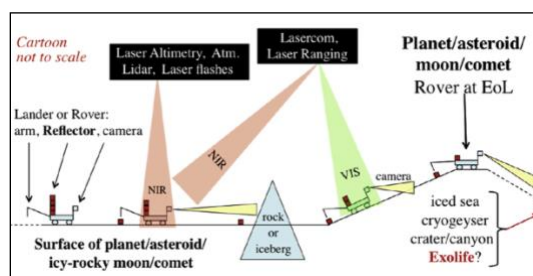 Cartoon
not to scale
Laser Altimetry, Atm.
Lidar, Laser flashes
Lasercom,
Laser Ranging
Planet/asteroid/
moon/comet
Rover at EoL
Lander or Rover:
arm, Reflector, camera
NIR
NIR
VIS
camera
rock
or
iceberg
Surface of planet/asteroid/
icy-rocky moon/comet
iced sea
cryogeyser
crater/canyon
Exolife?